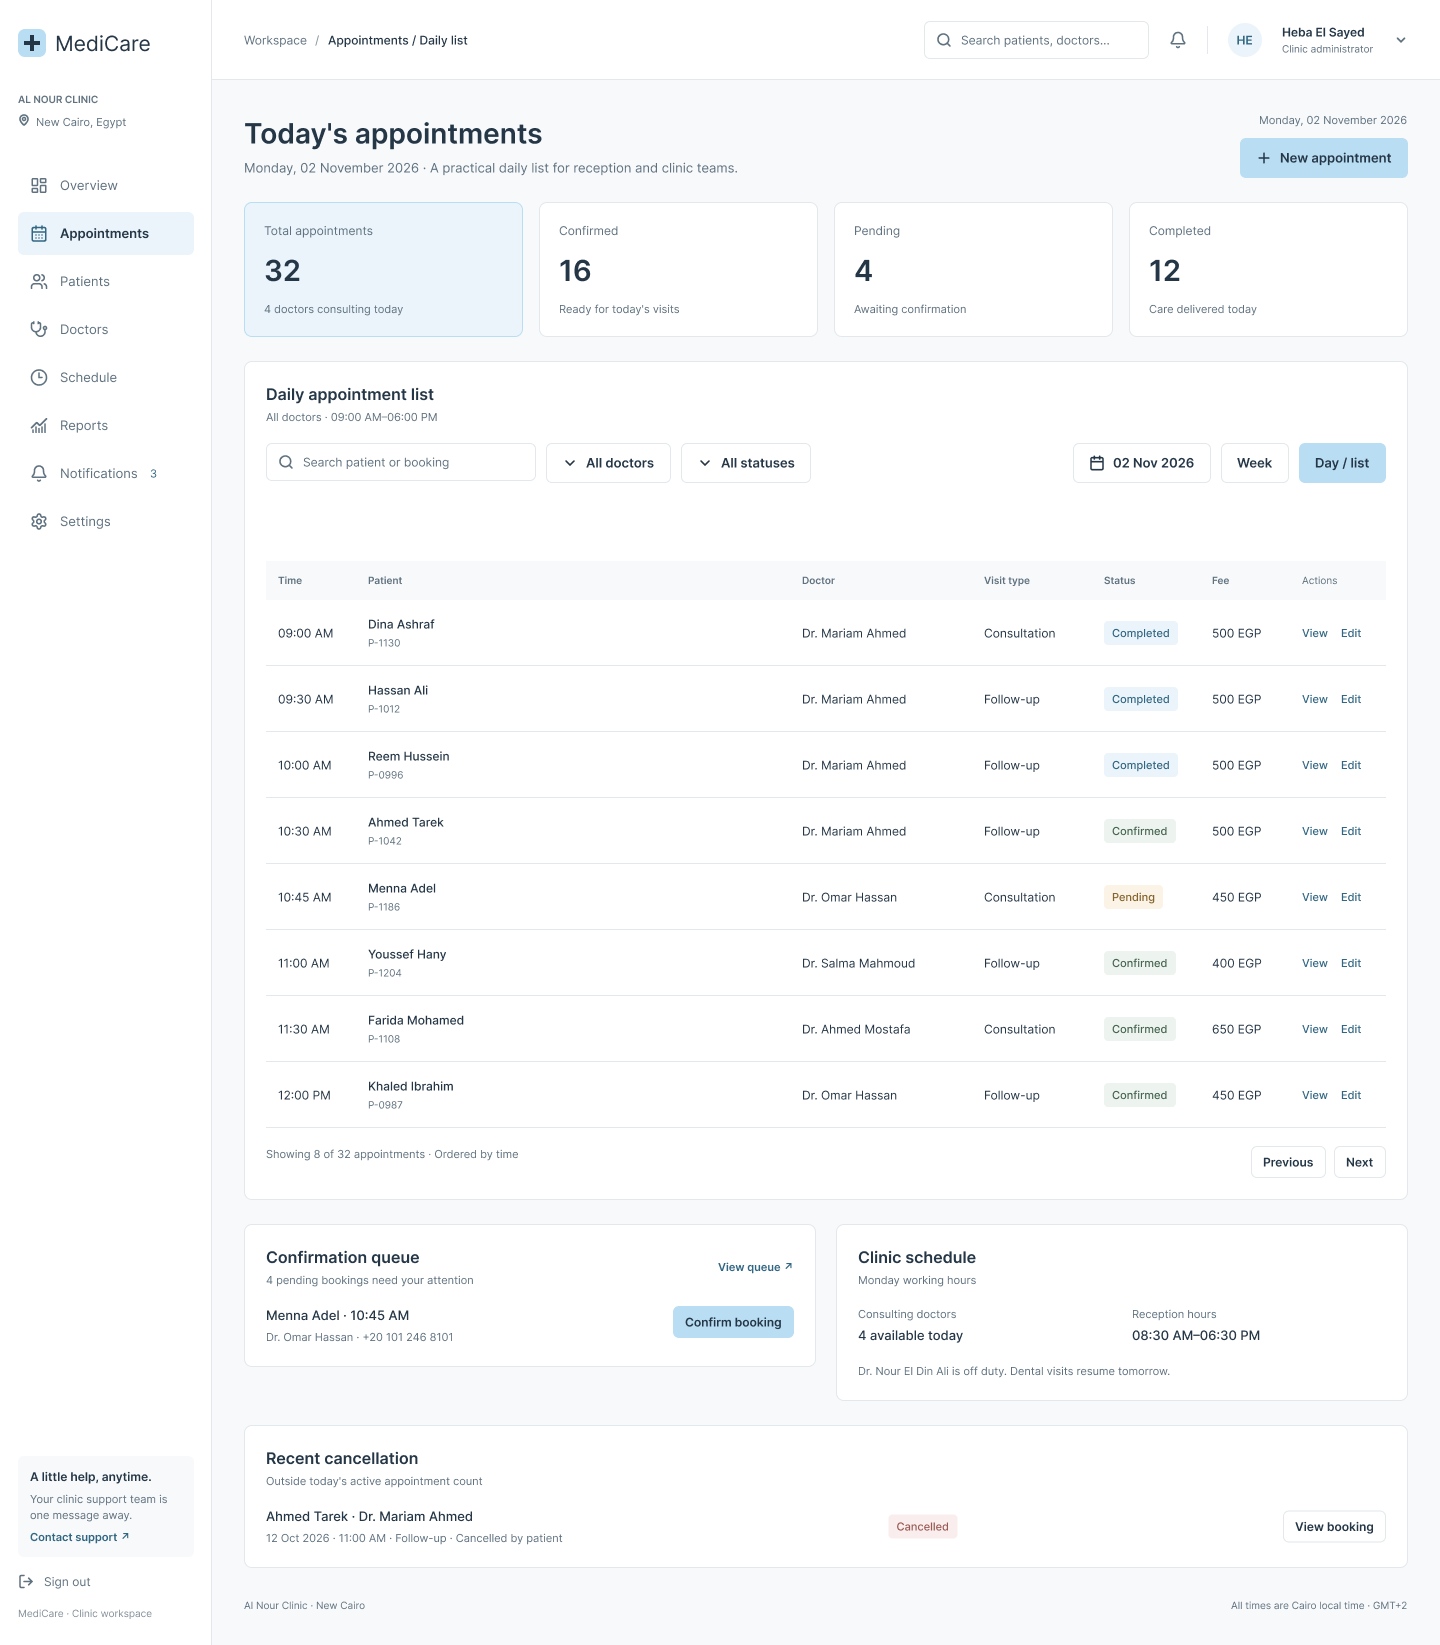 MediCare
AL NOUR CLINIC
New Cairo, Egypt
Overview
Appointments
Patients
Doctors
Schedule
Reports
Notifications 3
Settings
A little help, anytime.
Your clinic support team is
one message away.
Contact support ↗
Sign out
MediCare · Clinic workspace
Workspace / Appointments / Daily list
Search patients, doctors...
HE
Heba El Sayed
Clinic administrator
Today's appointments
Monday, 02 November 2026 · A practical daily list for reception and clinic teams.
Monday, 02 November 2026
New appointment
Total appointments
32
4 doctors consulting today
Confirmed
16
Ready for today's visits
Pending
4
Awaiting confirmation
Completed
12
Care delivered today
Daily appointment list
All doctors · 09:00 AM–06:00 PM
Search patient or booking
All doctors
All statuses
02 Nov 2026
Week
Day / list
Time Patient Doctor Visit type Status Fee Actions
09:00 AM Dina Ashraf Dr. Mariam Ahmed Consultation Completed 500 EGP View Edit
P-1130
09:30 AM Hassan Ali Dr. Mariam Ahmed Follow-up Completed 500 EGP View Edit
P-1012
10:00 AM Reem Hussein Dr. Mariam Ahmed Follow-up Completed 500 EGP View Edit
P-0996
10:30 AM Ahmed Tarek Dr. Mariam Ahmed Follow-up Confirmed 500 EGP View Edit
P-1042
10:45 AM Menna Adel Dr. Omar Hassan Consultation Pending 450 EGP View Edit
P-1186
11:00 AM Youssef Hany Dr. Salma Mahmoud Follow-up Confirmed 400 EGP View Edit
P-1204
11:30 AM Farida Mohamed Dr. Ahmed Mostafa Consultation Confirmed 650 EGP View Edit
P-1108
12:00 PM Khaled Ibrahim Dr. Omar Hassan Follow-up Confirmed 450 EGP View Edit
P-0987
Showing 8 of 32 appointments · Ordered by time
Previous
Next
Confirmation queue
4 pending bookings need your attention
View queue ↗
Menna Adel · 10:45 AM
Dr. Omar Hassan · +20 101 246 8101
Confirm booking
Clinic schedule
Monday working hours
Consulting doctors
4 available today
Reception hours
08:30 AM–06:30 PM
Dr. Nour El Din Ali is off duty. Dental visits resume tomorrow.
Recent cancellation
Outside today's active appointment count
Ahmed Tarek · Dr. Mariam Ahmed
12 Oct 2026 · 11:00 AM · Follow-up · Cancelled by patient
Cancelled
View booking
Al Nour Clinic · New Cairo
All times are Cairo local time · GMT+2